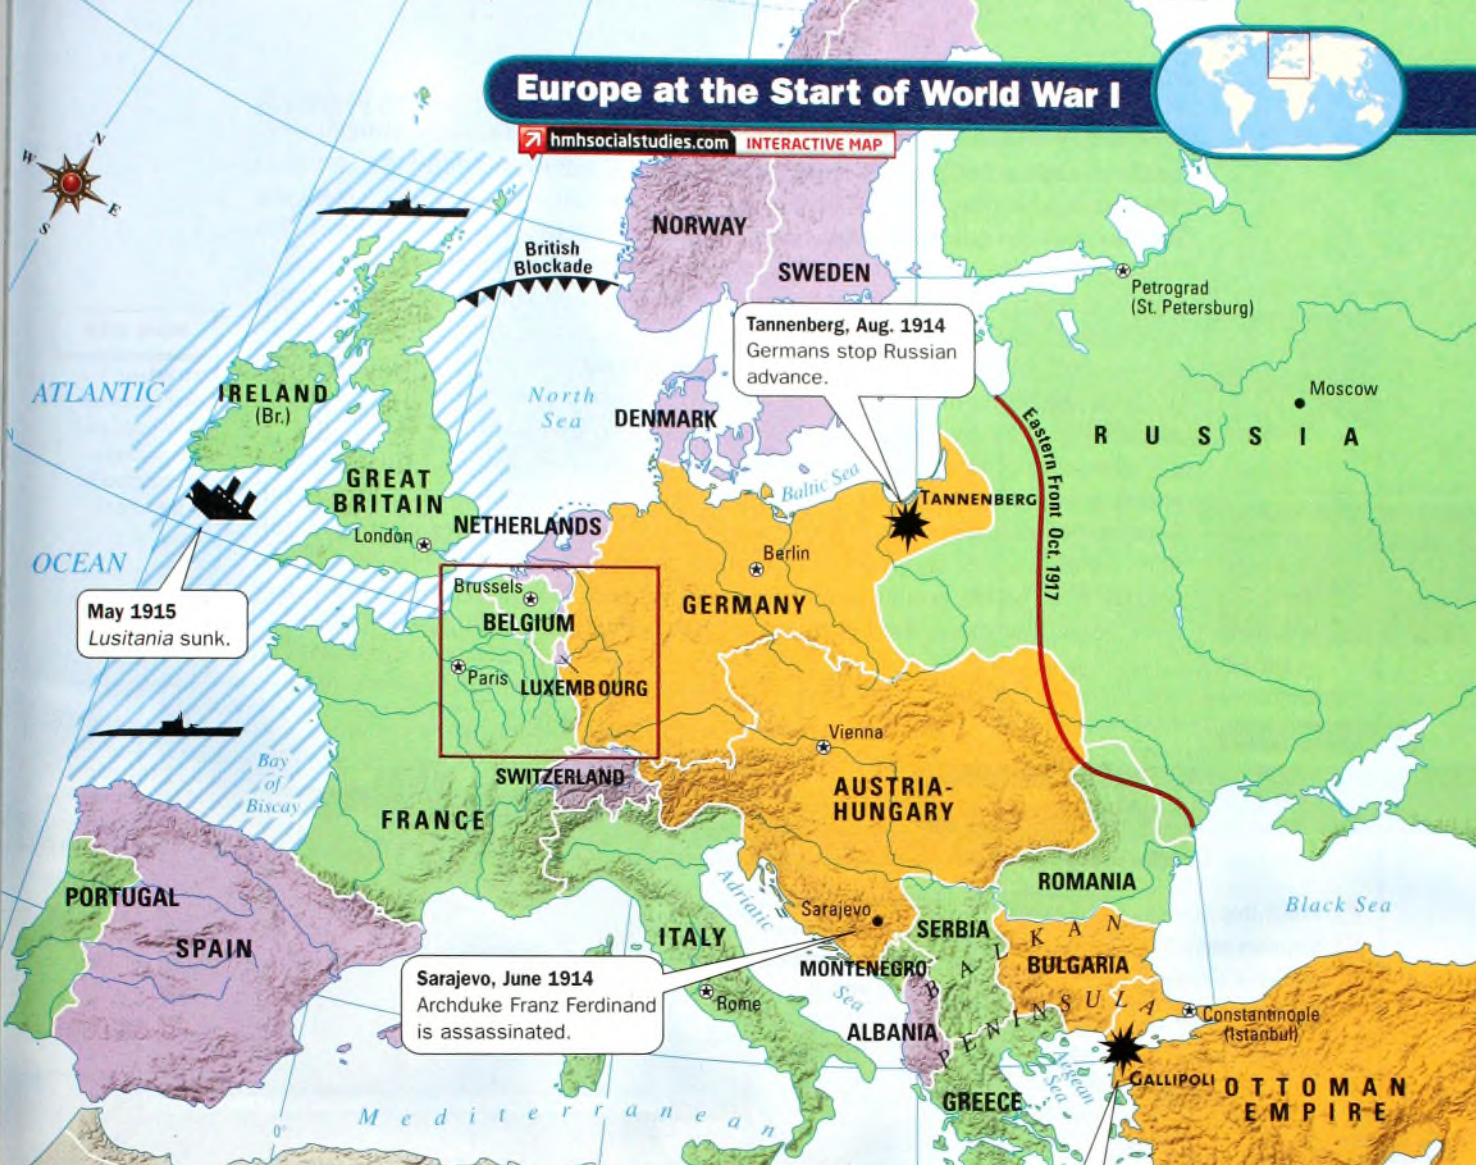 Europe at the Start of World War I
hmhsocialstudies.com INTERACTIVE MAP
N
W
E
S
NORWAY
SWEDEN
British
Blockade
Petrograd
(St. Petersburg)
Tannenberg, Aug. 1914
Germans stop Russian
advance.
Moscow
RUSSIA
ATLANTIC
OCEAN
IRELAND
(Br.)
North
Sea
DENMARK
Eastern Front Oct. 1917
Baltic Sea
TANNENBERG
GREAT
BRITAIN
London
NETHERLANDS
Berlin
GERMANY
Brussels
BELGIUM
May 1915
Lusitania sunk.
Paris
LUXEMBOURG
Vienna
Bay
of
Biscay
SWITZERLAND
AUSTRIA-
HUNGARY
FRANCE
ROMANIA
PORTUGAL
SPAIN
Adriatic
Sea
Sarajevo
SERBIA
Black Sea
ITALY
BALKAN
PENINSULA
BULGARIA
MONTENEGRO
Sarajevo, June 1914
Archduke Franz Ferdinand
is assassinated.
Rome
ALBANIA
Constantinople
(Istanbul)
Aegean
Sea
GALLIPOLI
OTTOMAN
EMPIRE
GREECE
Mediterranean
0°